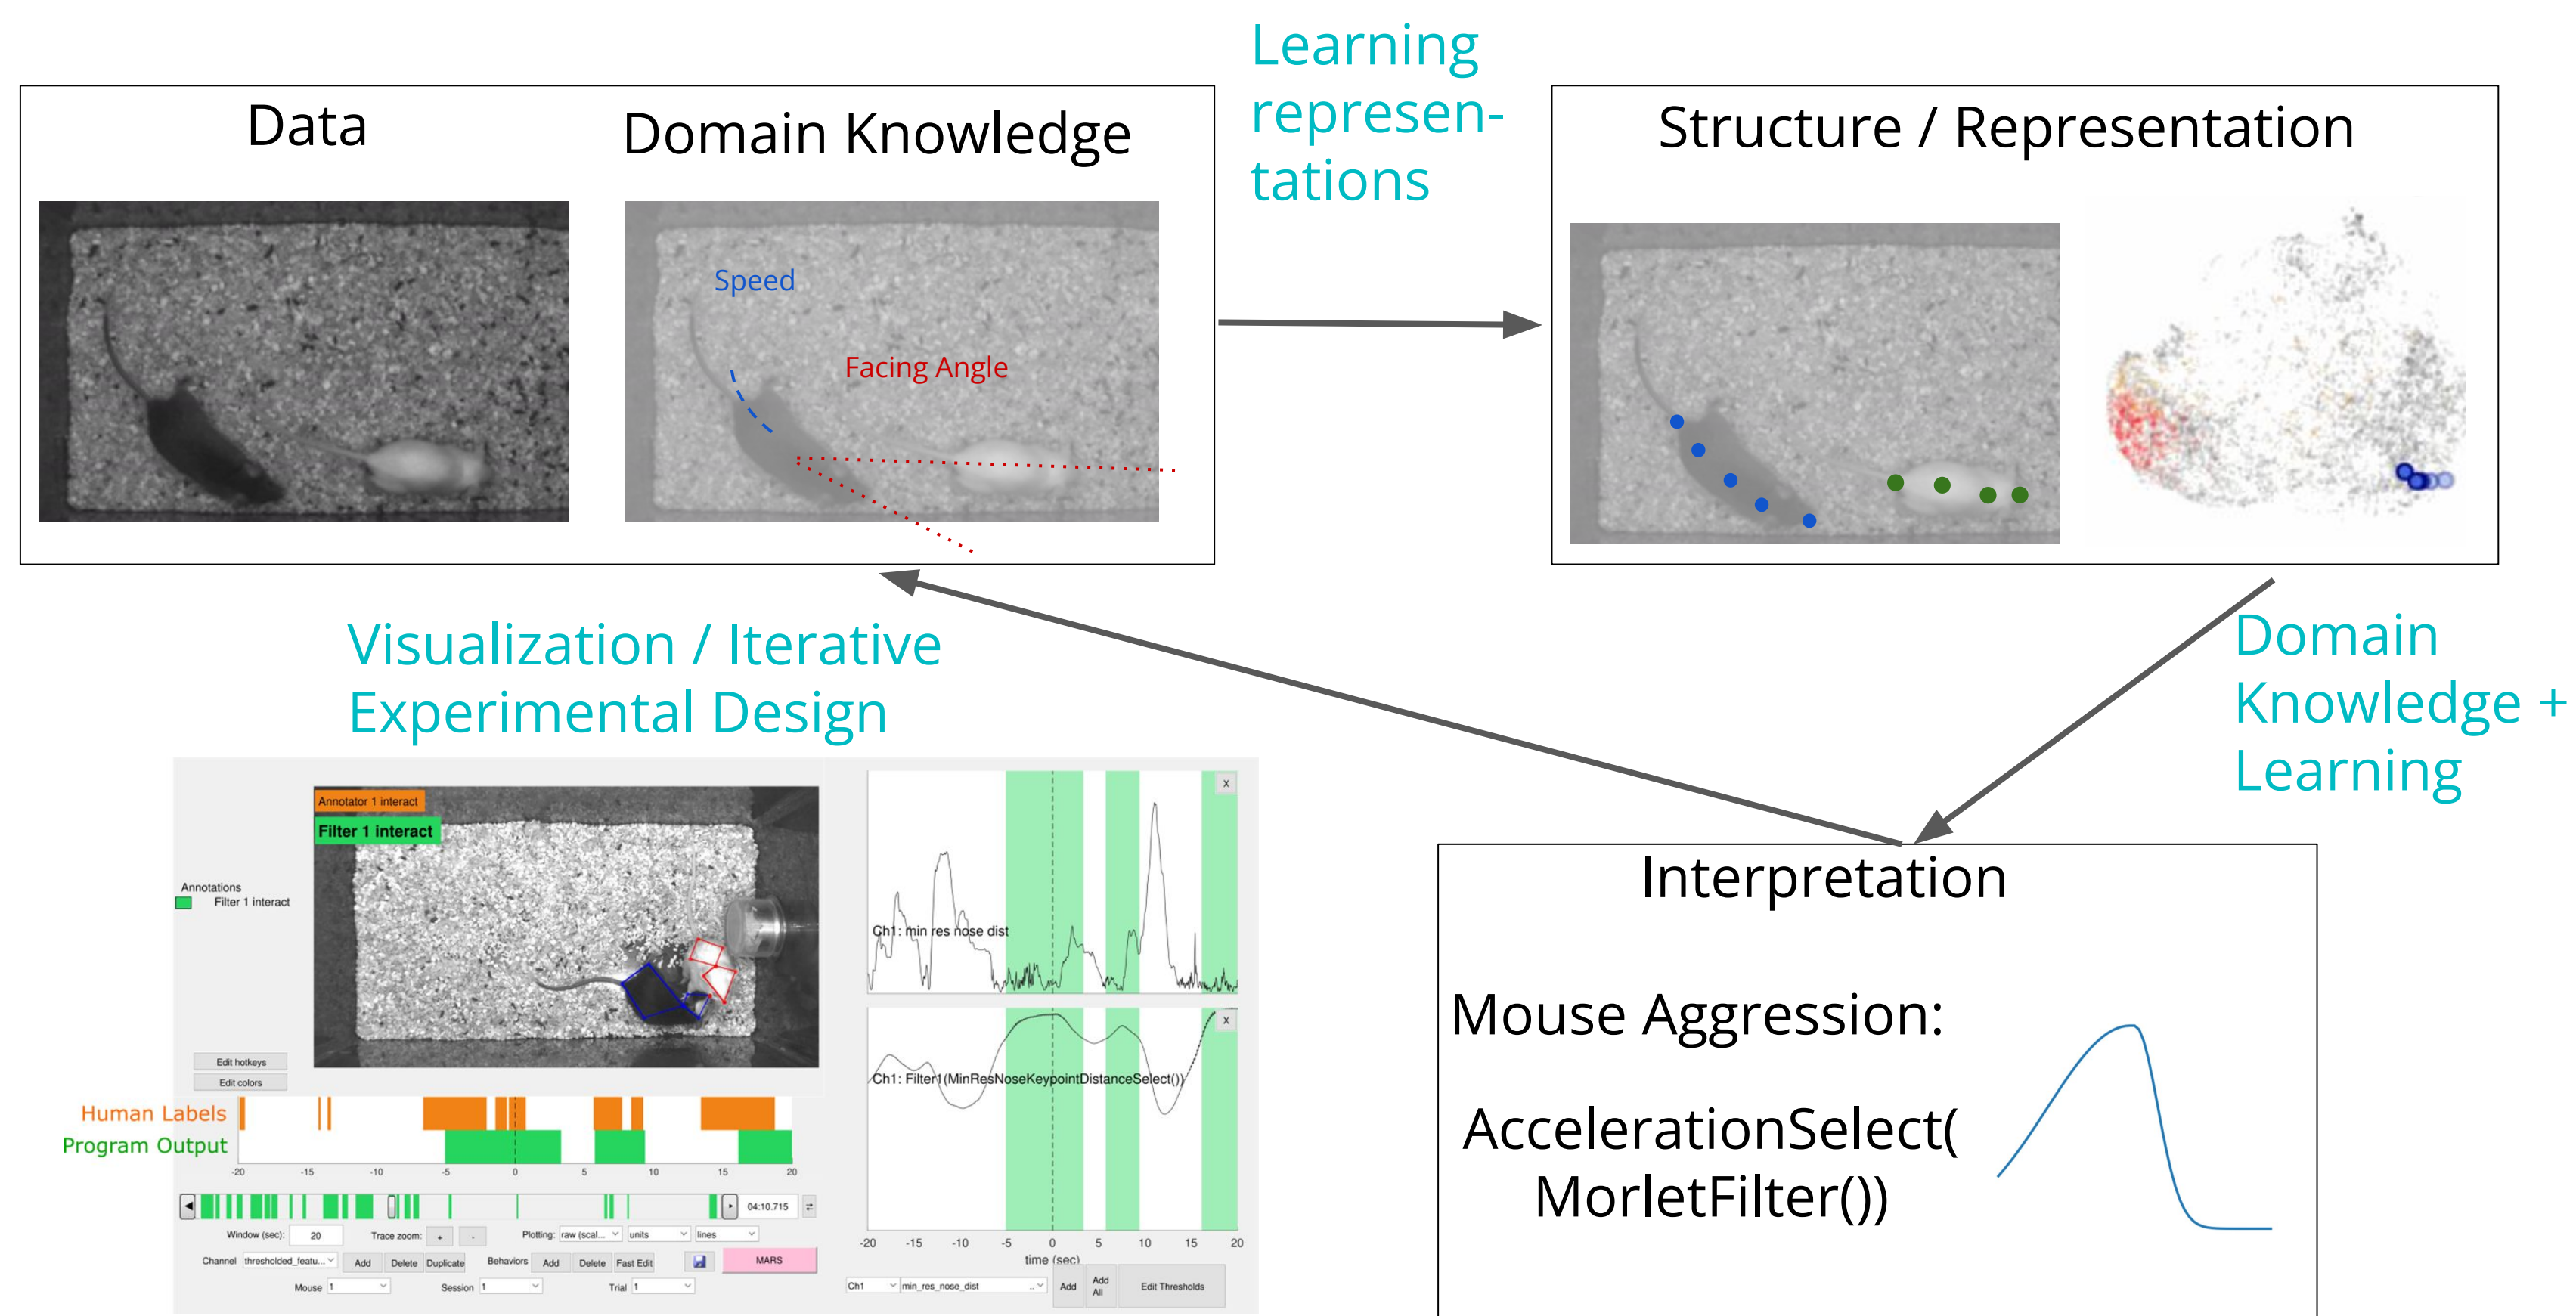 Learning
represen-
tations
Data
Domain Knowledge
Structure / Representation
Speed
Facing Angle
Visualization / Iterative
Experimental Design
Domain
Knowledge +
Learning
Annotator 1 interact
Filter 1 interact
Annotations
Filter 1 interact
Edit hotkeys
Edit colors
Human Labels
Program Output
-20 -15 -10 -5 0 5 10 15 20
04:10.715
Window (sec): 20 Trace zoom: + - Plotting: raw (scal... units lines
Channel thresholded_featu... Add Delete Duplicate Behaviors Add Delete Fast Edit MARS
Mouse 1 Session 1 Trial 1
X
Ch1: min res nose dist
X
Ch1: Filter1(MinResNoseKeypointDistanceSelect())
-20 -15 -10 -5 0 5 10 15 20
time (sec)
Ch1 min_res_nose_dist ... Add Add All Edit Thresholds
Interpretation
Mouse Aggression:
AccelerationSelect(
MorletFilter())